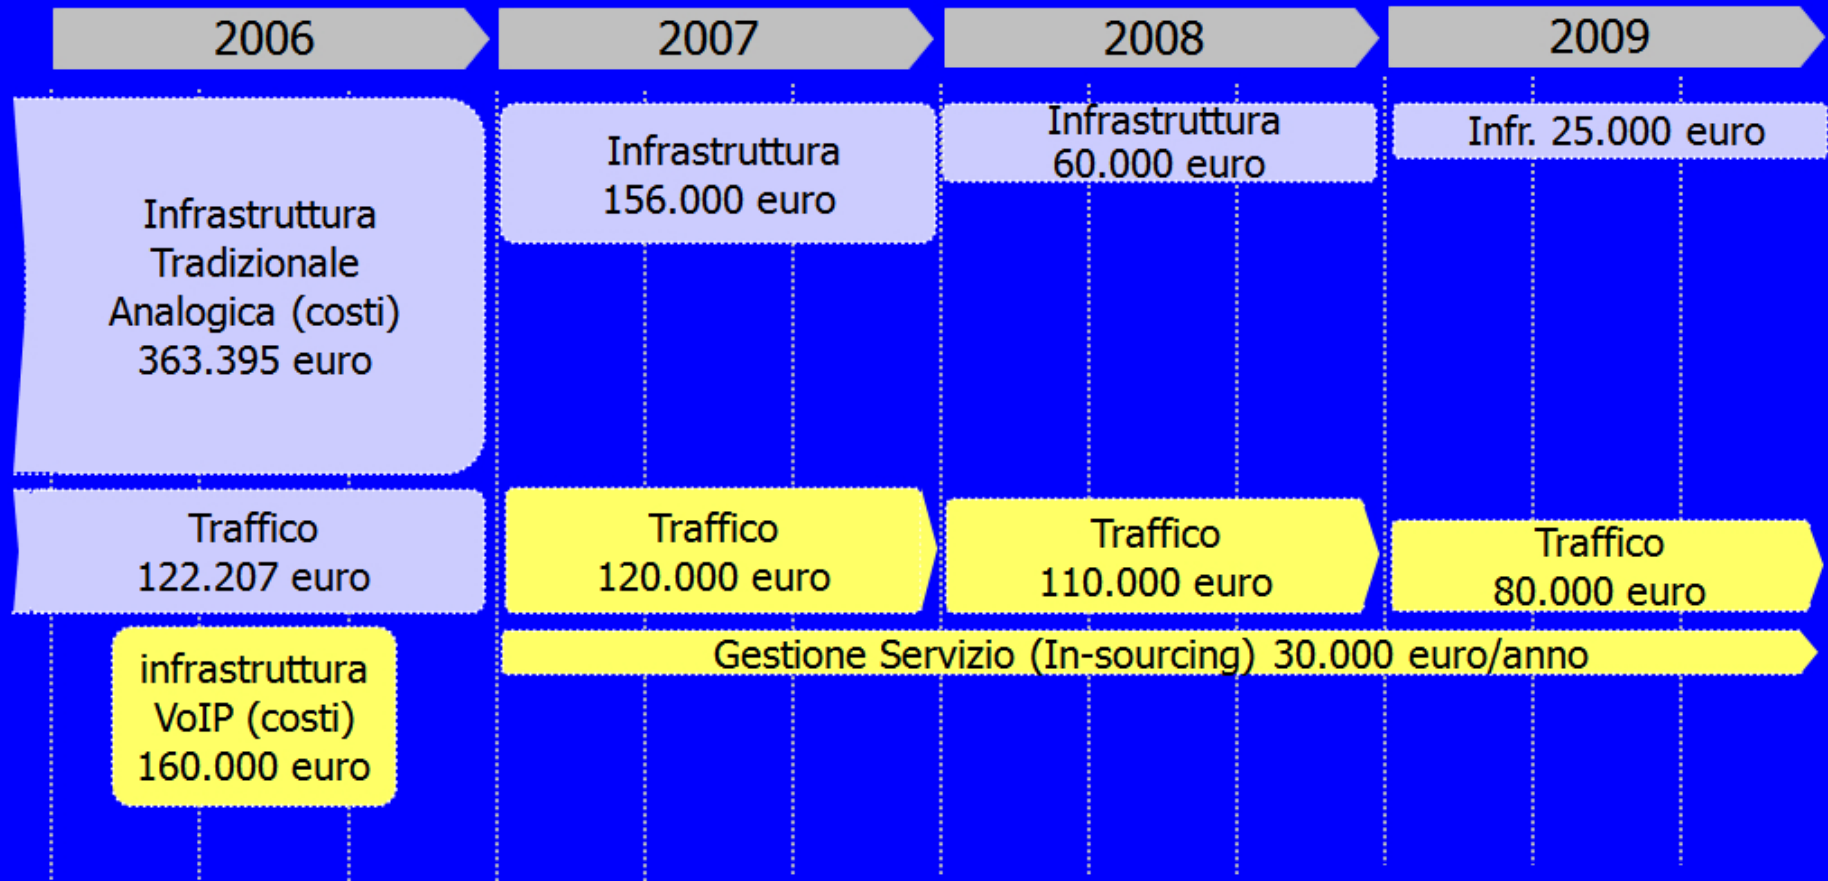 2006
2007
2008
2009
Infrastruttura
Tradizionale
Analogica (costi)
363.395 euro
Infrastruttura
156.000 euro
Infrastruttura
60.000 euro
Infr. 25.000 euro
Traffico
122.207 euro
Traffico
120.000 euro
Traffico
110.000 euro
Traffico
80.000 euro
Gestione Servizio (In-sourcing) 30.000 euro/anno
infrastruttura
VoIP (costi)
160.000 euro